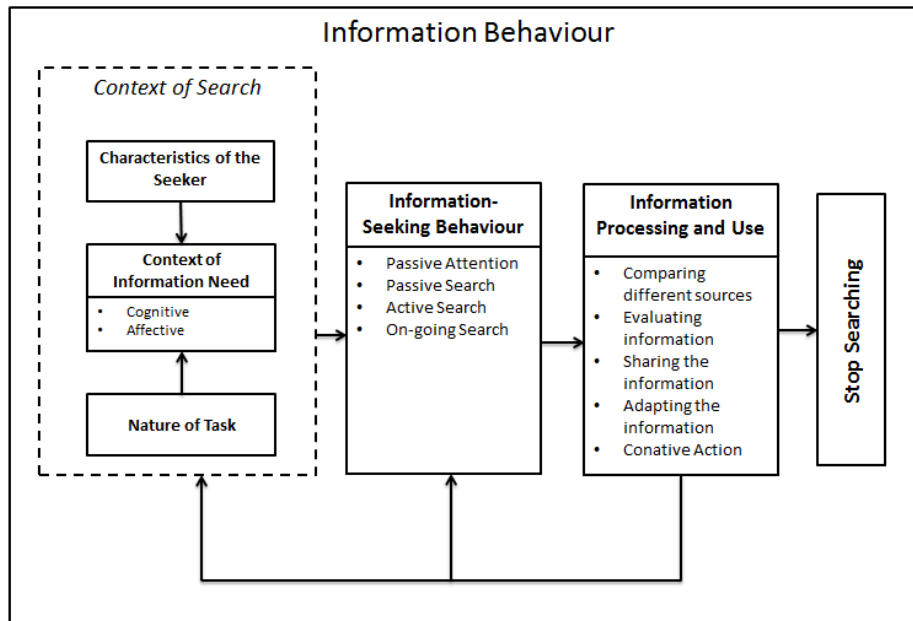 Information Behaviour
Context of Search
Characteristics of the
Seeker
Context of
Information Need
• Cognitive
• Affective
Nature of Task
Information-
Seeking Behaviour
• Passive Attention
• Passive Search
• Active Search
• On-going Search
Information
Processing and Use
• Comparing
different sources
• Evaluating
information
• Sharing the
information
• Adapting the
information
• Conative Action
Stop Searching